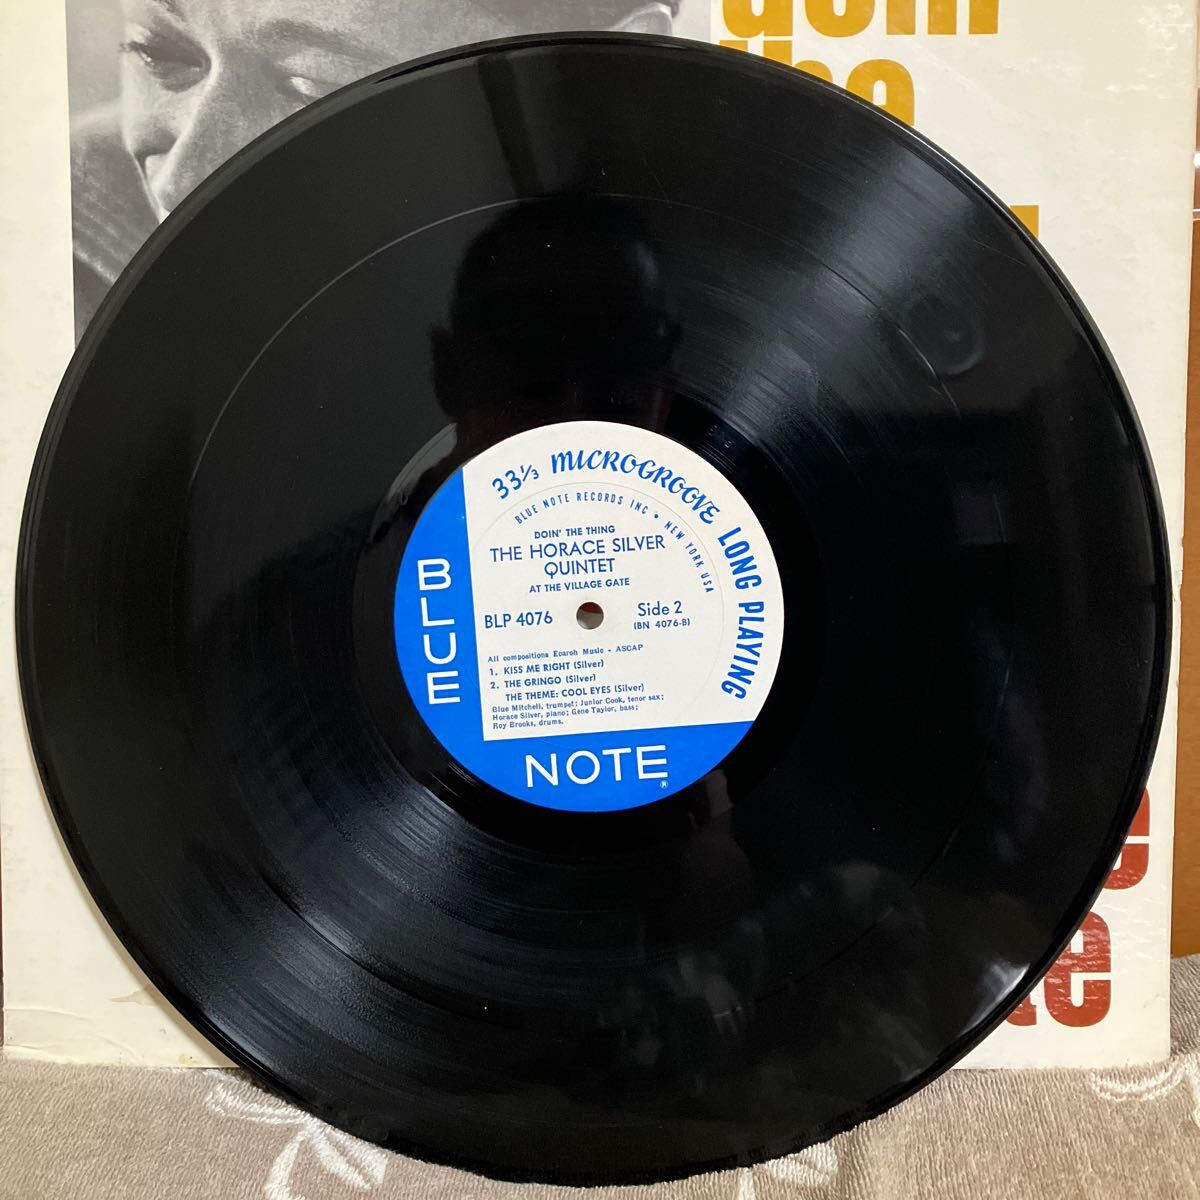 doin'
the
33⅓ MICROGROOVE LONG PLAYING
BLUE NOTE RECORDS INC • NEW YORK USA
DOIN' THE THING
THE HORACE SILVER
QUINTET
AT THE VILLAGE GATE
BLP 4076 Side 2
(BN 4076-B)
All compositions Ecaroh Music - ASCAP
1. KISS ME RIGHT (Silver)
2. THE GRINGO (Silver)
THE THEME: COOL EYES (Silver)
Blue Mitchell, trumpet; Junior Cook, tenor sax;
Horace Silver, piano; Gene Taylor, bass;
Roy Brooks, drums.
BLUE
NOTE
®